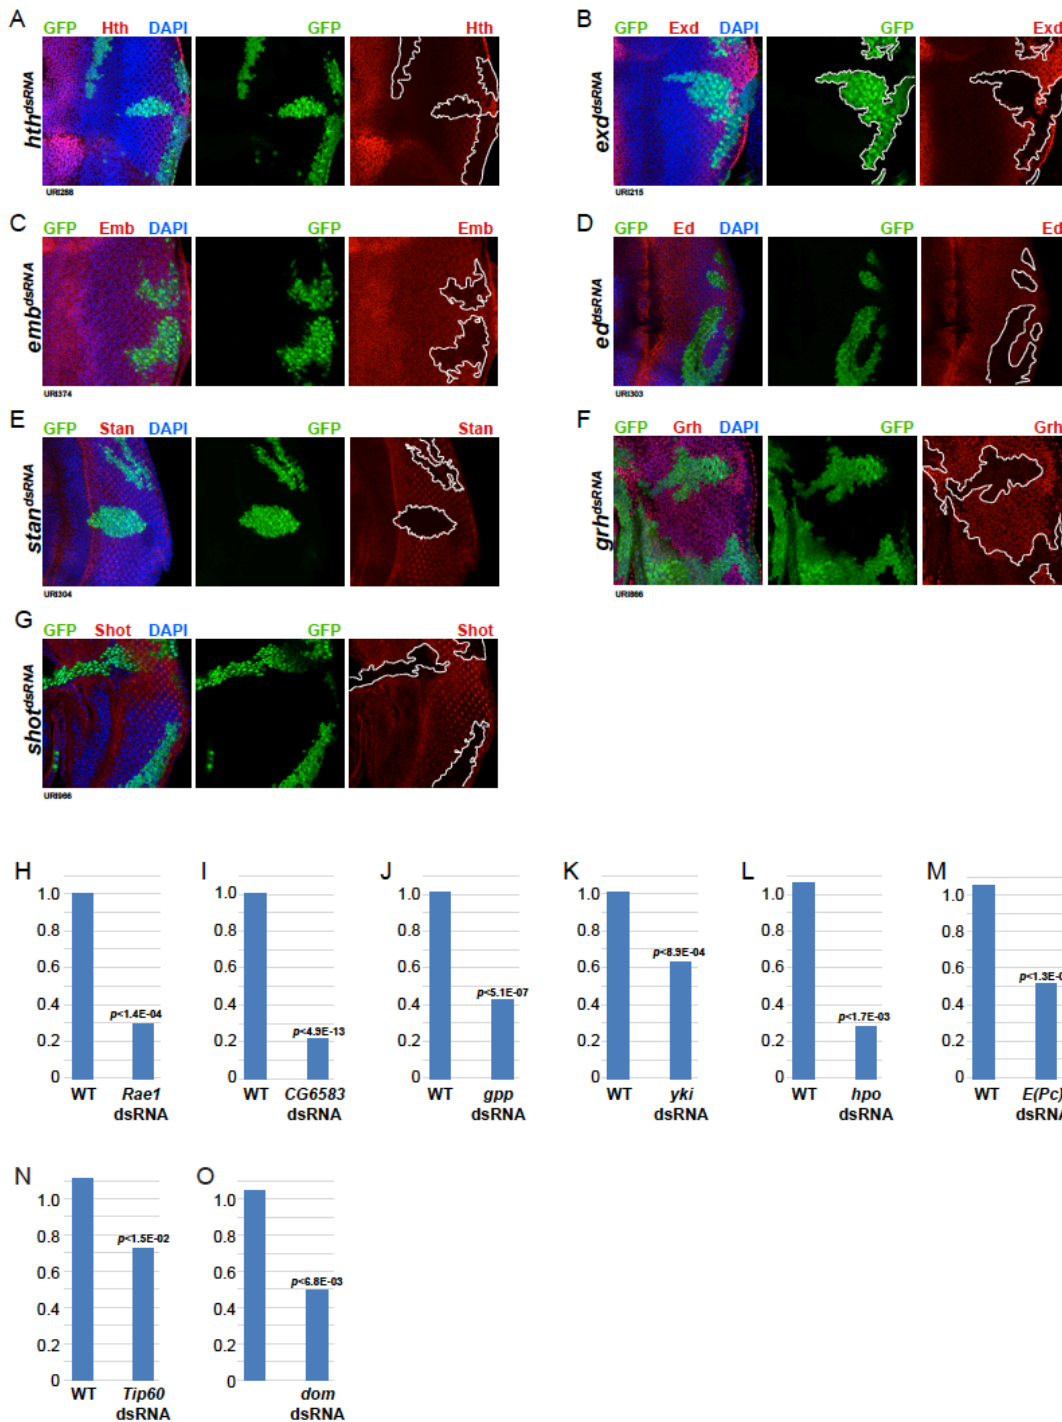 A
GFP Hth DAPI GFP Hth
hth dsRNA
URI288
B
GFP Exd DAPI GFP Exd
exd dsRNA
URI215
C
GFP Emb DAPI GFP Emb
emb dsRNA
URI374
D
GFP Ed DAPI GFP Ed
ed dsRNA
URI303
E
GFP Stan DAPI GFP Stan
stan dsRNA
URI304
F
GFP Grh DAPI GFP Grh
grh dsRNA
URI866
G
GFP Shot DAPI GFP Shot
shot dsRNA
URI966
H
1.0
0.8
0.6
0.4
0.2
0
p<1.4E-04
WT Rae1
dsRNA
I
1.0
0.8
0.6
0.4
0.2
0
p<4.9E-13
WT CG6583
dsRNA
J
1.0
0.8
0.6
0.4
0.2
0
p<5.1E-07
WT gpp
dsRNA
K
1.0
0.8
0.6
0.4
0.2
0
p<8.9E-04
WT yki
dsRNA
L
1.0
0.8
0.6
0.4
0.2
0
p<1.7E-03
WT hpo
dsRNA
M
1.0
0.8
0.6
0.4
0.2
0
p<1.3E-0
WT E(Pc)
dsRNA
N
1.0
0.8
0.6
0.4
0.2
0
p<1.5E-02
WT Tip60
dsRNA
O
1.0
0.8
0.6
0.4
0.2
0
p<6.8E-03
dom
dsRNA